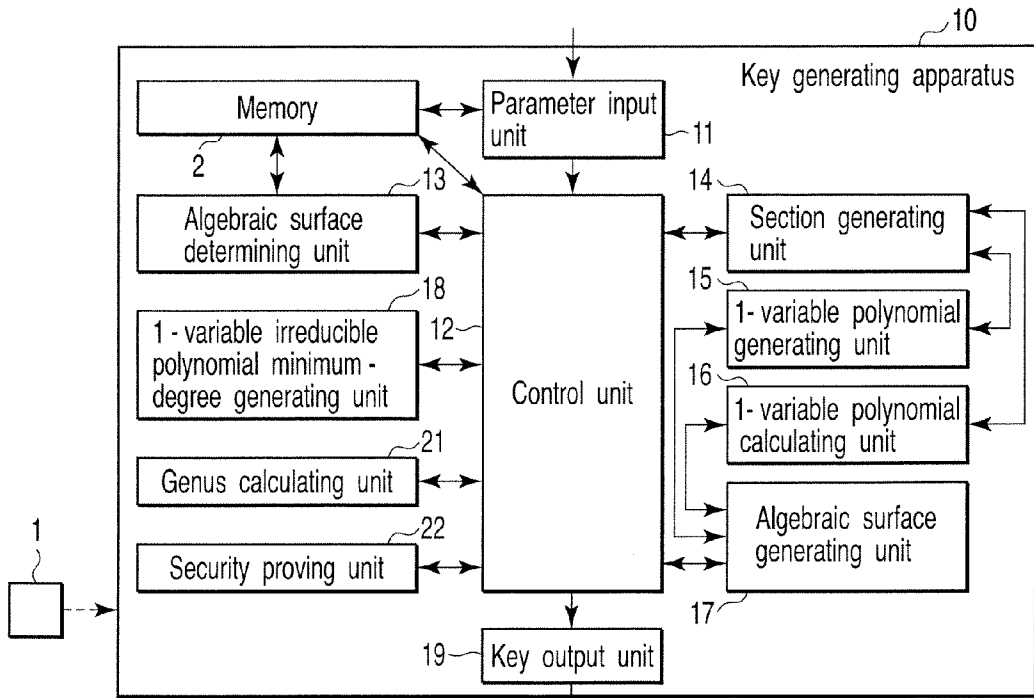 10
Key generating apparatus
Memory
2
Parameter input
unit
11
13
Algebraic surface
determining unit
14
Section generating
unit
18
1-variable irreducible
polynomial minimum-
degree generating unit
12
Control unit
15
1-variable polynomial
generating unit
16
1-variable polynomial
calculating unit
21
Genus calculating unit
22
Security proving unit
Algebraic surface
generating unit
17
1
19
Key output unit